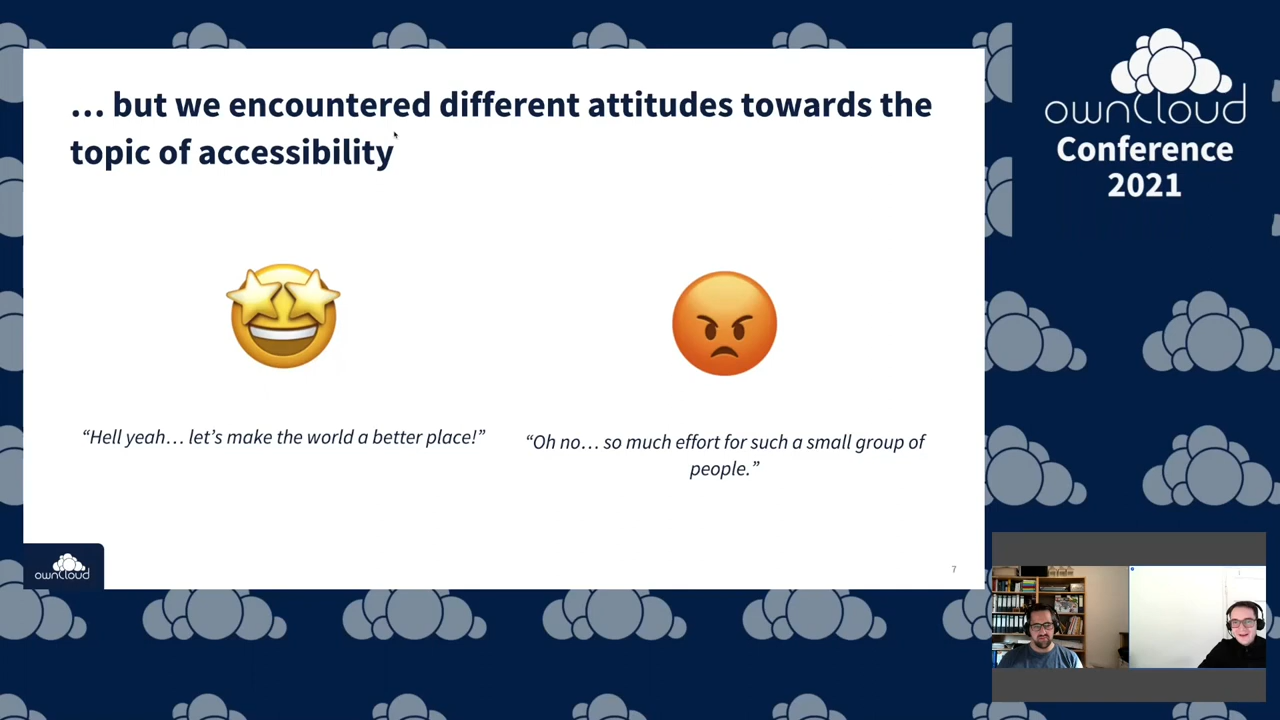 … but we encountered different attitudes towards the
topic of accessibility
“Hell yeah… let’s make the world a better place!”
“Oh no… so much effort for such a small group of
people.”
ownCloud
7
ownCloud
Conference
2021